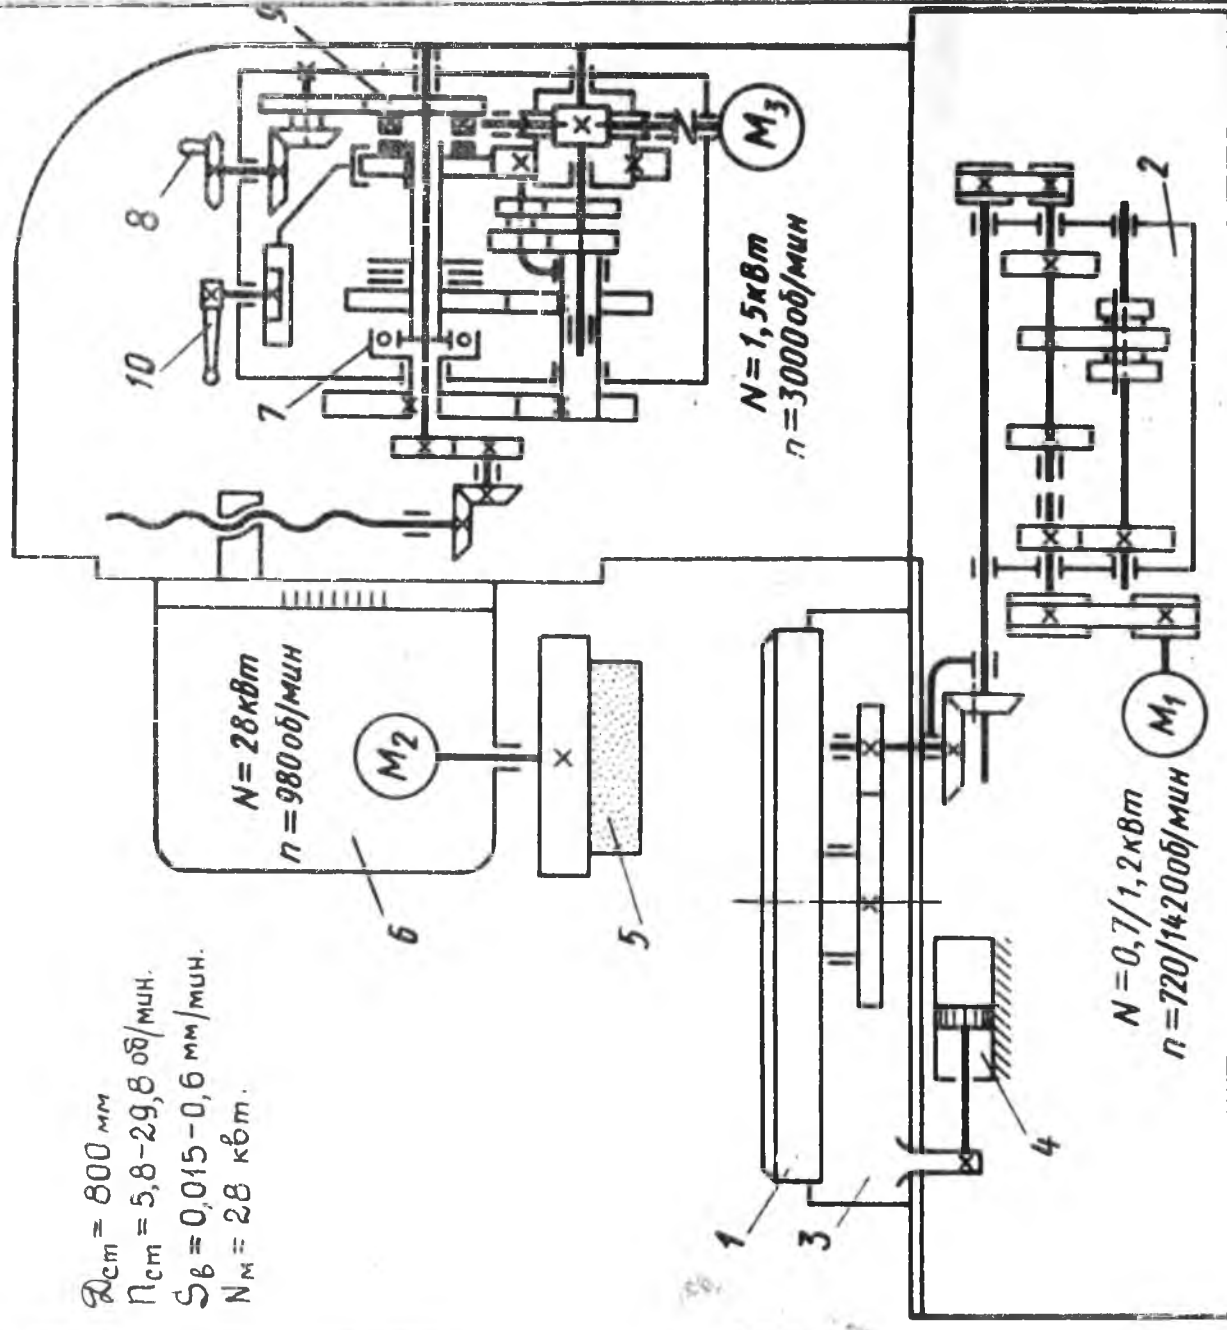 Dст = 800 мм
nст = 5,8-29,8 об/мин.
Sв = 0,015-0,6 мм/мин.
Nм = 28 квт.
N = 28 кВт
n = 980 об/мин
M2
N = 1,5 кВт
n = 3000 об/мин
M3
N = 0,7/1,2 кВт
n = 720/1420 об/мин
M1
1
2
3
4
5
6
7
8
9
10